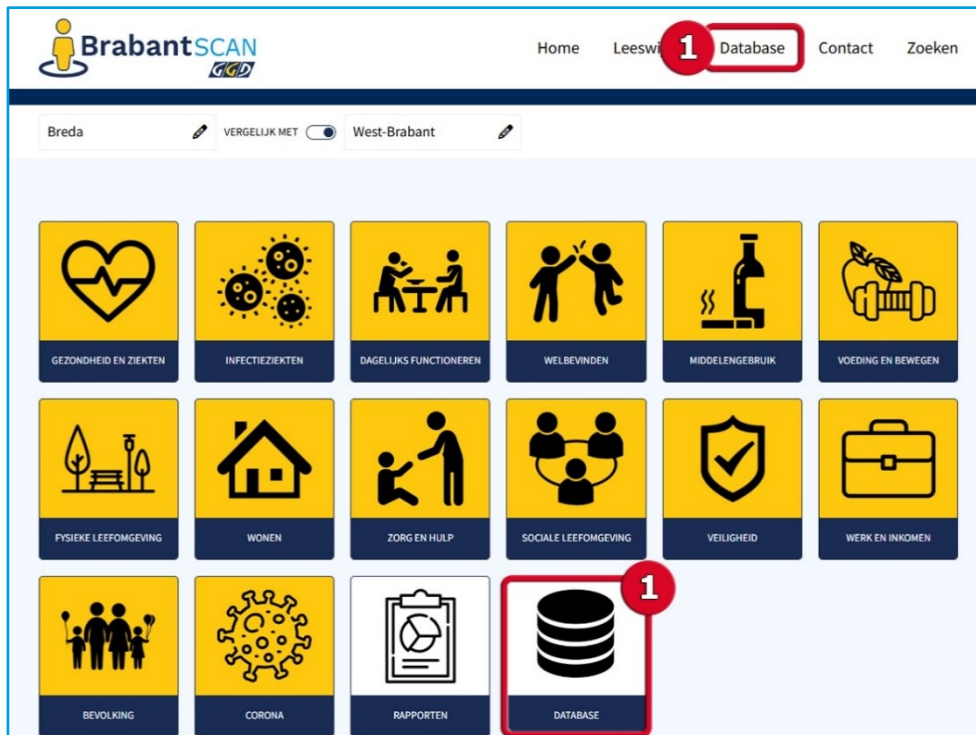 BrabantSCAN
GGD
Home Leeswi 1 Database Contact Zoeken
Breda VERGELIJK MET West-Brabant
GEZONDHEID EN ZIEKTEN INFECTIEZIEKTEN DAGELIJKS FUNCTIONEREN WELBEVINDEN MIDDELENGEBRUIK VOEDING EN BEWEGEN
FYSIEKE LEEFOMGEVING WONEN ZORG EN HULP SOCIALE LEEFOMGEVING VEILIGHEID WERK EN INKOMEN
1
BEVOLKING CORONA RAPPORTEN DATABASE